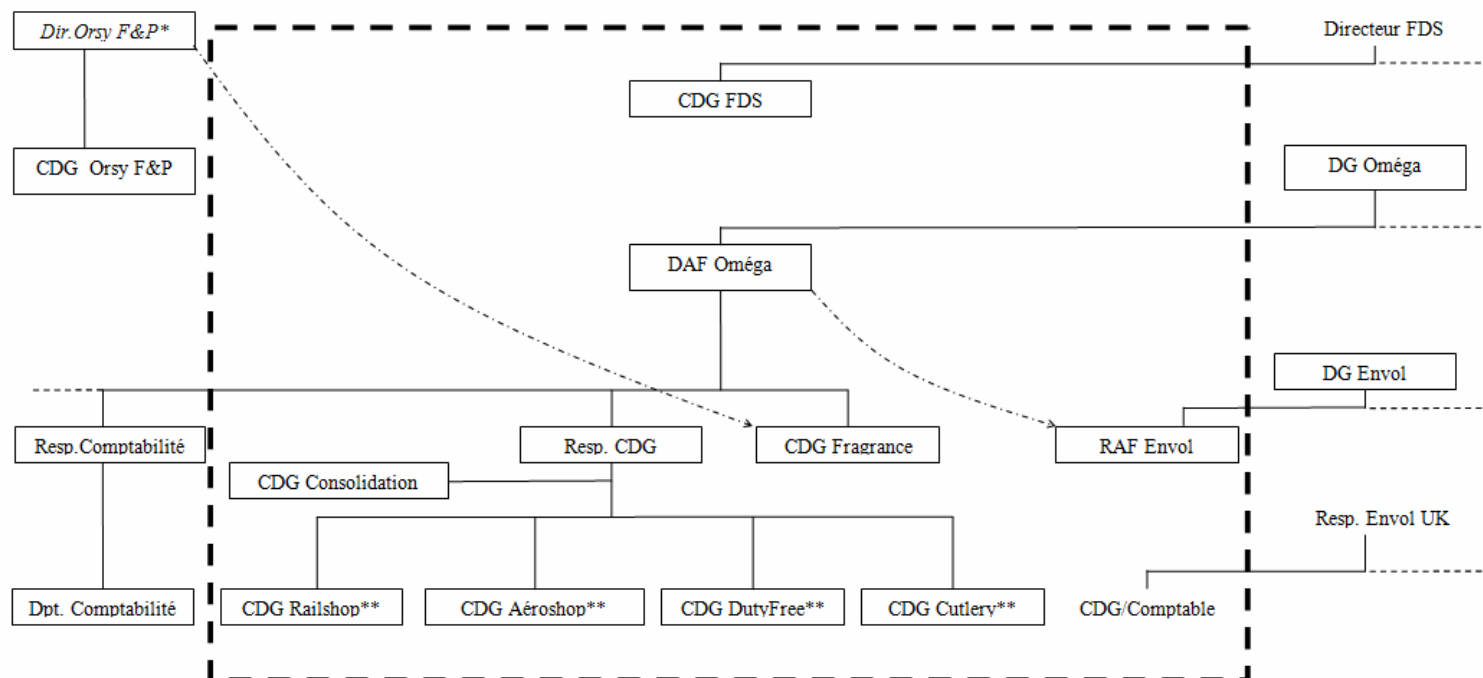 Dir.Orsy F&P*
Directeur FDS
CDG FDS
CDG Orsy F&P
DG Oméga
DAF Oméga
DG Envol
Resp.Comptabilité
Resp. CDG
CDG Fragrance
RAF Envol
CDG Consolidation
Resp. Envol UK
Dpt. Comptabilité
CDG Railshop**
CDG Aéroshop**
CDG DutyFree**
CDG Cutlery**
CDG/Comptable